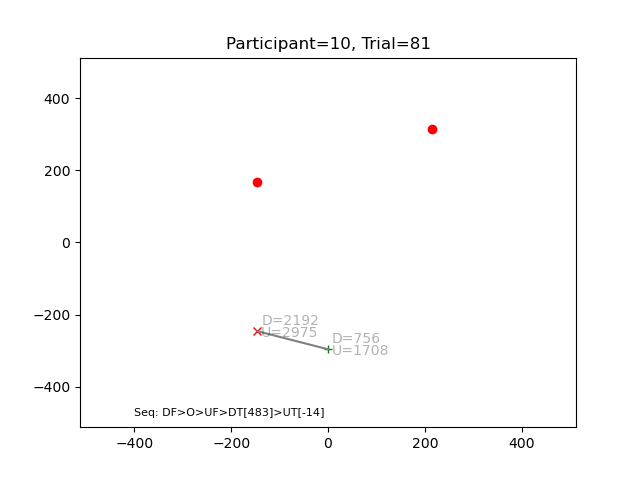 Participant=10, Trial=81
400
200
0
−200
−400
D=2192
U=2975
D=756
U=1708
Seq: DF>O>UF>DT[483]>UT[-14]
−400 −200 0 200 400